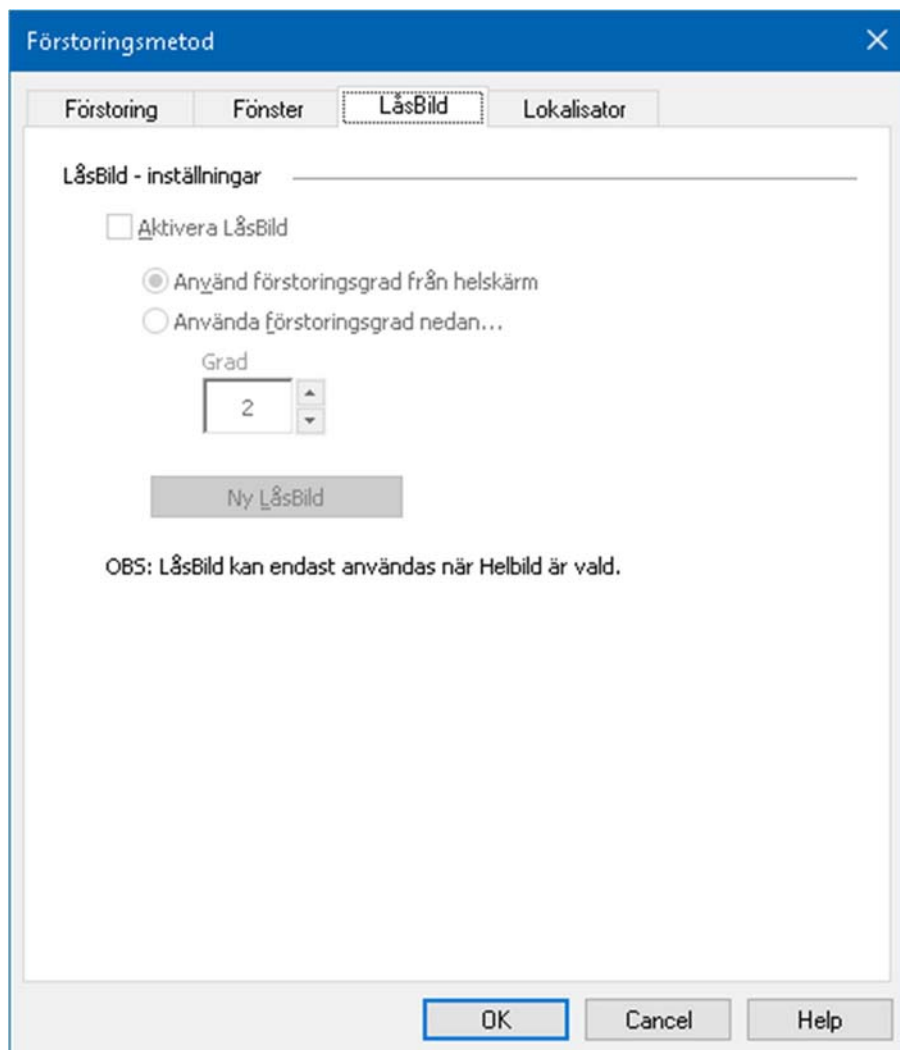 Förstoringsmetod
Förstoring Fönster LåsBild Lokalisator
LåsBild - inställningar
Aktivera LåsBild
Använd förstoringsgrad från helskärm
Använda förstoringsgrad nedan...
Grad
2
Ny LåsBild
OBS: LåsBild kan endast användas när Helbild är vald.
OK Cancel Help